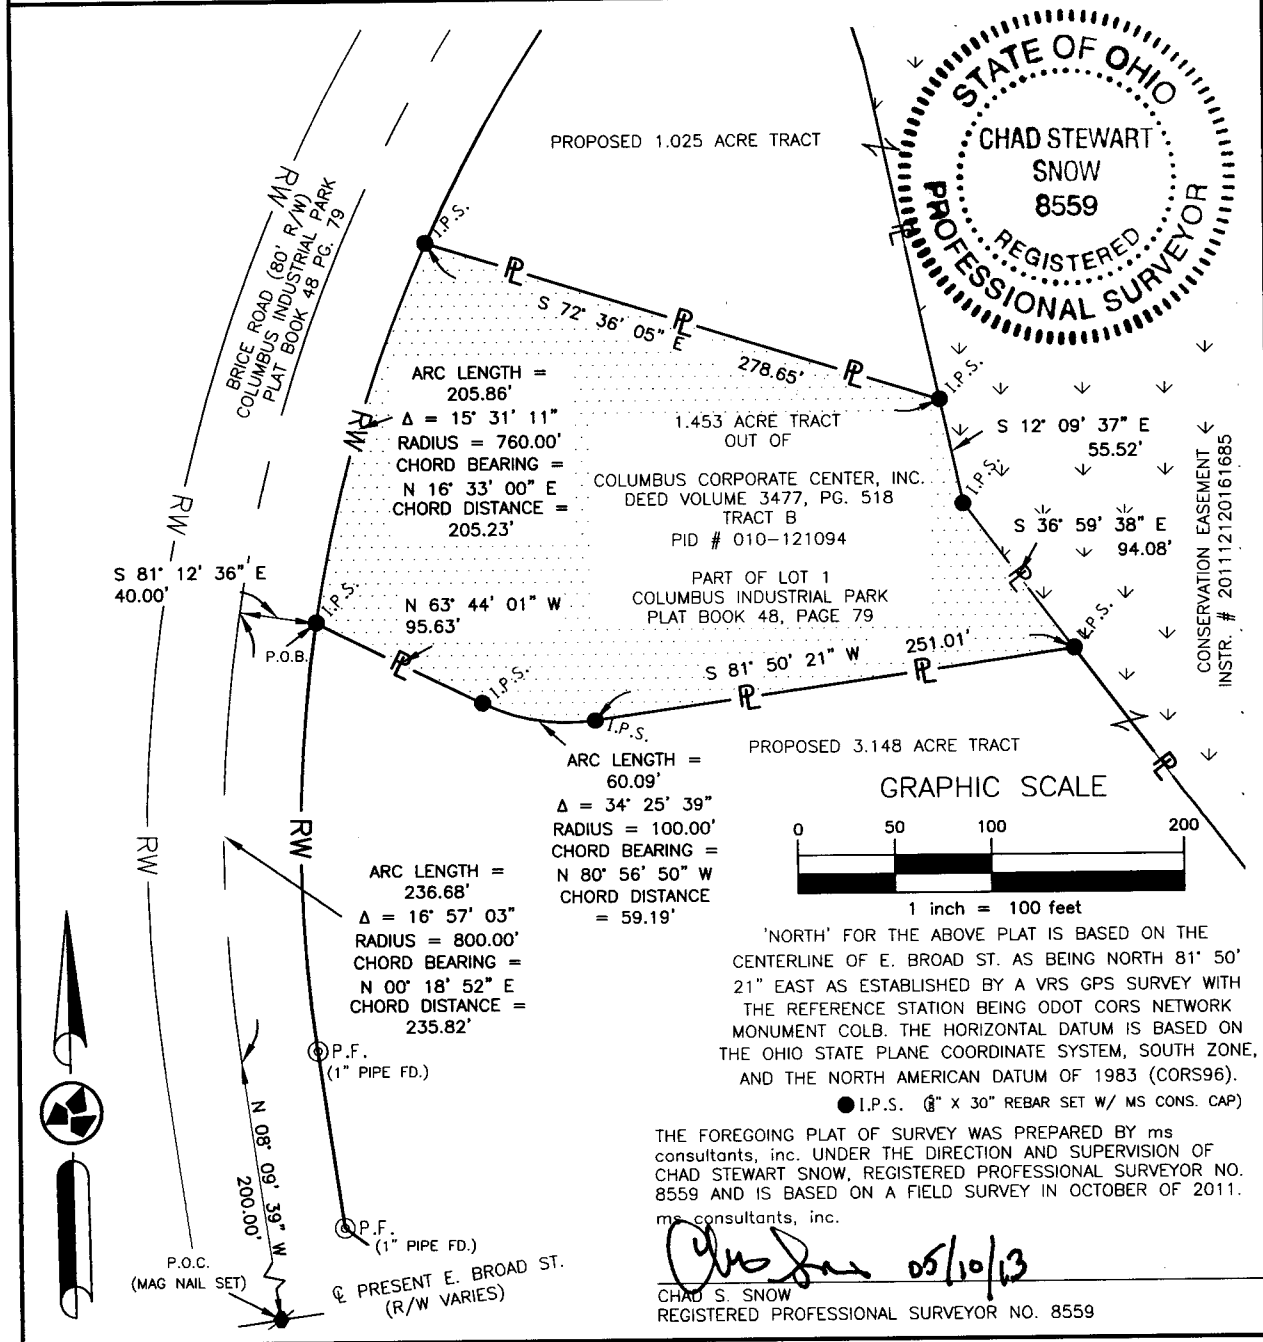 STATE OF OHIO
CHAD STEWART
SNOW
8559
REGISTERED
PROFESSIONAL SURVEYOR
PROPOSED 1.025 ACRE TRACT
RW
BRICE ROAD (80' R/W)
COLUMBUS INDUSTRIAL PARK
PLAT BOOK 48 PG. 79
I.P.S.
PL
PL
S 72° 36' 05" E
PL
278.65'
PL
I.P.S.
RW
ARC LENGTH =
205.86'
Δ = 15° 31' 11"
RADIUS = 760.00'
CHORD BEARING =
N 16° 33' 00" E
CHORD DISTANCE =
205.23'
1.453 ACRE TRACT
OUT OF
COLUMBUS CORPORATE CENTER, INC.
DEED VOLUME 3477, PG. 518
TRACT B
PID # 010-121094
PART OF LOT 1
COLUMBUS INDUSTRIAL PARK
PLAT BOOK 48, PAGE 79
S 12° 09' 37" E
55.52'
I.P.S.
S 36° 59' 38" E
94.08'
PL
CONSERVATION EASEMENT
INSTR. # 201112120161685
RW
S 81° 12' 36" E
40.00'
I.P.S.
P.O.B.
N 63° 44' 01" W
95.63'
PL
I.P.S.
I.P.S.
S 81° 50' 21" W
251.01'
PL
PL
I.P.S.
PROPOSED 3.148 ACRE TRACT
PL
ARC LENGTH =
60.09'
Δ = 34° 25' 39"
RADIUS = 100.00'
CHORD BEARING =
N 80° 56' 50" W
CHORD DISTANCE
= 59.19'
RW
RW
ARC LENGTH =
236.68'
Δ = 16° 57' 03"
RADIUS = 800.00'
CHORD BEARING =
N 00° 18' 52" E
CHORD DISTANCE =
235.82'
GRAPHIC SCALE
0 50 100 200
1 inch = 100 feet
'NORTH' FOR THE ABOVE PLAT IS BASED ON THE
CENTERLINE OF E. BROAD ST. AS BEING NORTH 81° 50'
21" EAST AS ESTABLISHED BY A VRS GPS SURVEY WITH
THE REFERENCE STATION BEING ODOT CORS NETWORK
MONUMENT COLB. THE HORIZONTAL DATUM IS BASED ON
THE OHIO STATE PLANE COORDINATE SYSTEM, SOUTH ZONE,
AND THE NORTH AMERICAN DATUM OF 1983 (CORS96).
I.P.S. ( " X 30" REBAR SET W/ MS CONS. CAP)
P.F.
(1" PIPE FD.)
N 08° 09' 39" W
200.00'
P.F.
(1" PIPE FD.)
P.O.C.
(MAG NAIL SET)
℄ PRESENT E. BROAD ST.
(R/W VARIES)
THE FOREGOING PLAT OF SURVEY WAS PREPARED BY ms
consultants, inc. UNDER THE DIRECTION AND SUPERVISION OF
CHAD STEWART SNOW, REGISTERED PROFESSIONAL SURVEYOR NO.
8559 AND IS BASED ON A FIELD SURVEY IN OCTOBER OF 2011.
ms consultants, inc.
05/10/13
CHAD S. SNOW
REGISTERED PROFESSIONAL SURVEYOR NO. 8559